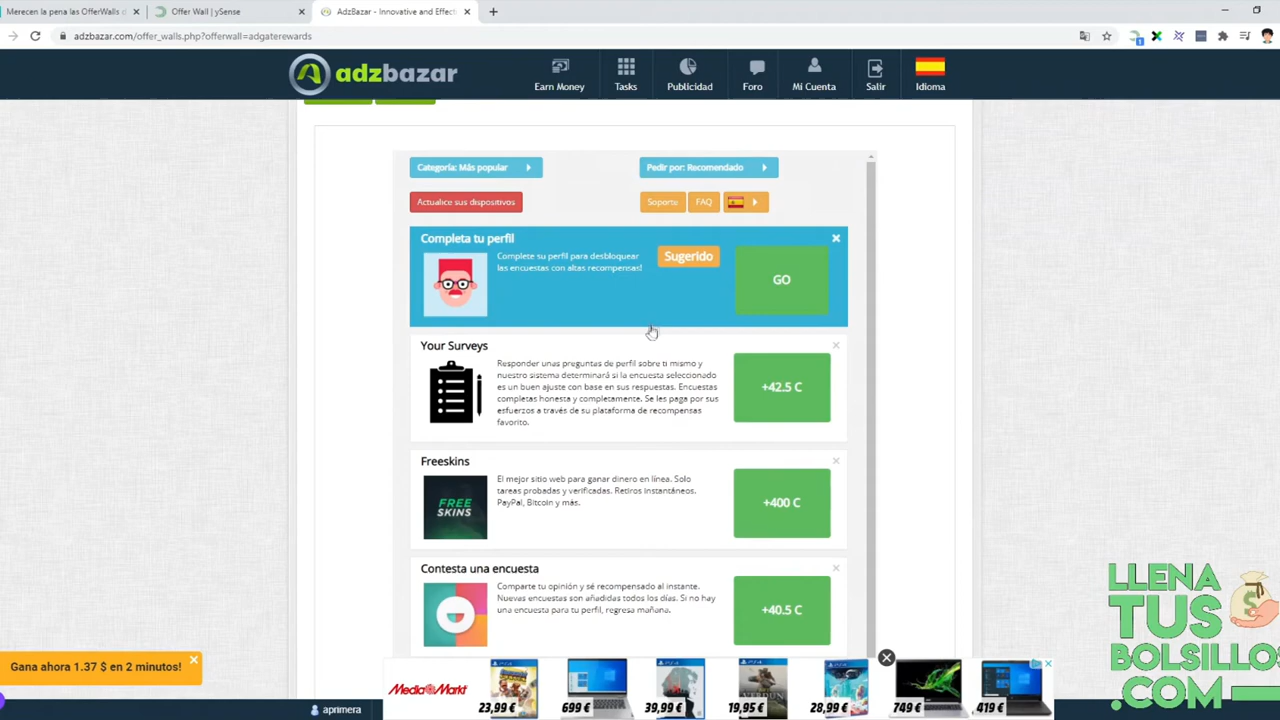 Merecen la pena las OfferWalls d
Offer Wall | ySense
AdzBazar - Innovative and Effecti
adzbazar.com/offer_walls.php?offerwall=adgaterewards
adzbazar
Earn Money
Tasks
Publicidad
Foro
Mi Cuenta
Salir
Idioma
Categoría: Más popular
Pedir por: Recomendado
Actualice sus dispositivos
Soporte
FAQ
Completa tu perfil
Complete su perfil para desbloquear
las encuestas con altas recompensas!
Sugerido
GO
Your Surveys
Responder unas preguntas de perfil sobre ti mismo y
nuestro sistema determinará si la encuesta seleccionado
es un buen ajuste con base en sus respuestas. Encuestas
completas honesta y completamente. Se les paga por sus
esfuerzos a través de su plataforma de recompensas
favorito.
+42.5 C
Freeskins
El mejor sitio web para ganar dinero en línea. Solo
tareas probadas y verificadas. Retiros instantáneos.
PayPal, Bitcoin y más.
FREE
SKINS
+400 C
Contesta una encuesta
Comparte tu opinión y sé recompensado al instante.
Nuevas encuestas son añadidas todos los días. Si no hay
una encuesta para tu perfil, regresa mañana.
+40.5 C
LLENA
TUS
BOLSILLOS
.COM
Gana ahora 1.37 $ en 2 minutos!
Media Markt
23,99 €
699 €
39,99 €
VERDUN
19,95 €
28,99 €
749 €
419 €
aprimera